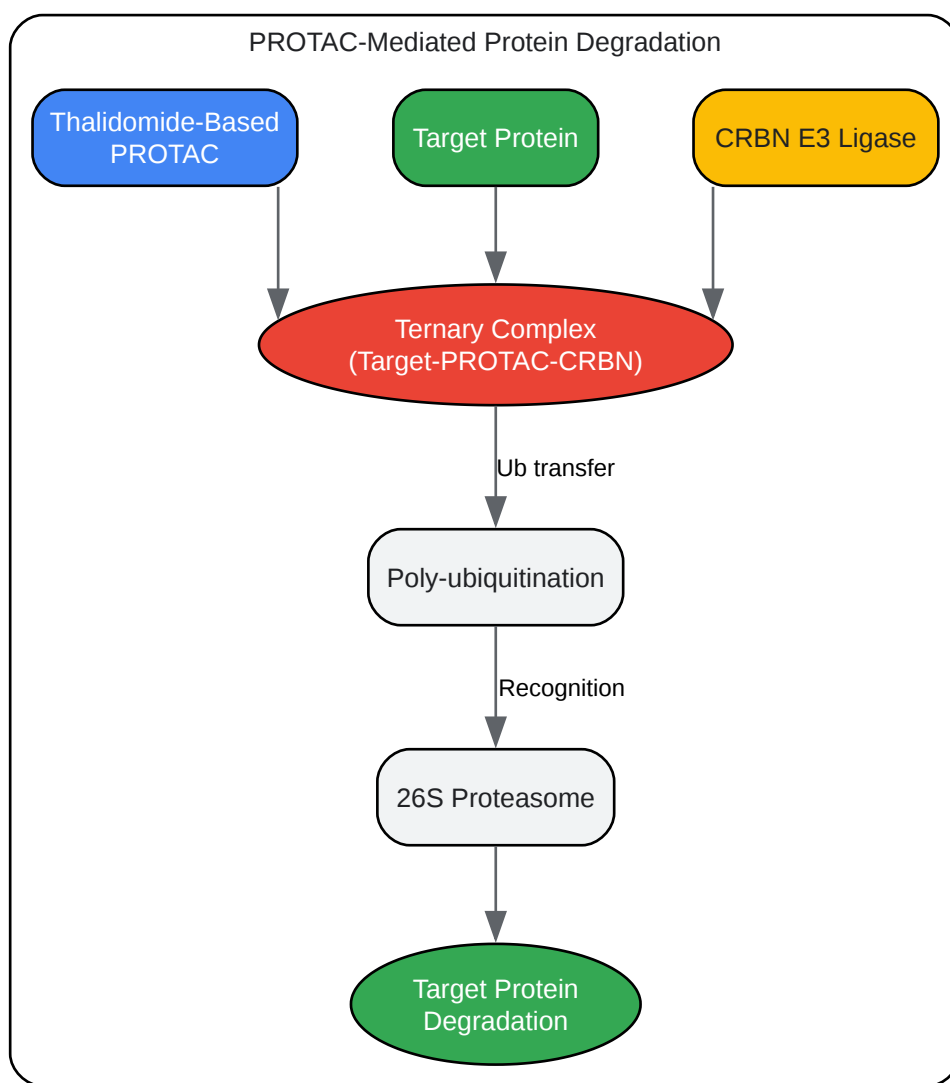 PROTAC-Mediated Protein Degradation
Thalidomide-Based
PROTAC
Target Protein
CRBN E3 Ligase
Ternary Complex
(Target-PROTAC-CRBN)
Ub transfer
Poly-ubiquitination
Recognition
26S Proteasome
Target Protein
Degradation